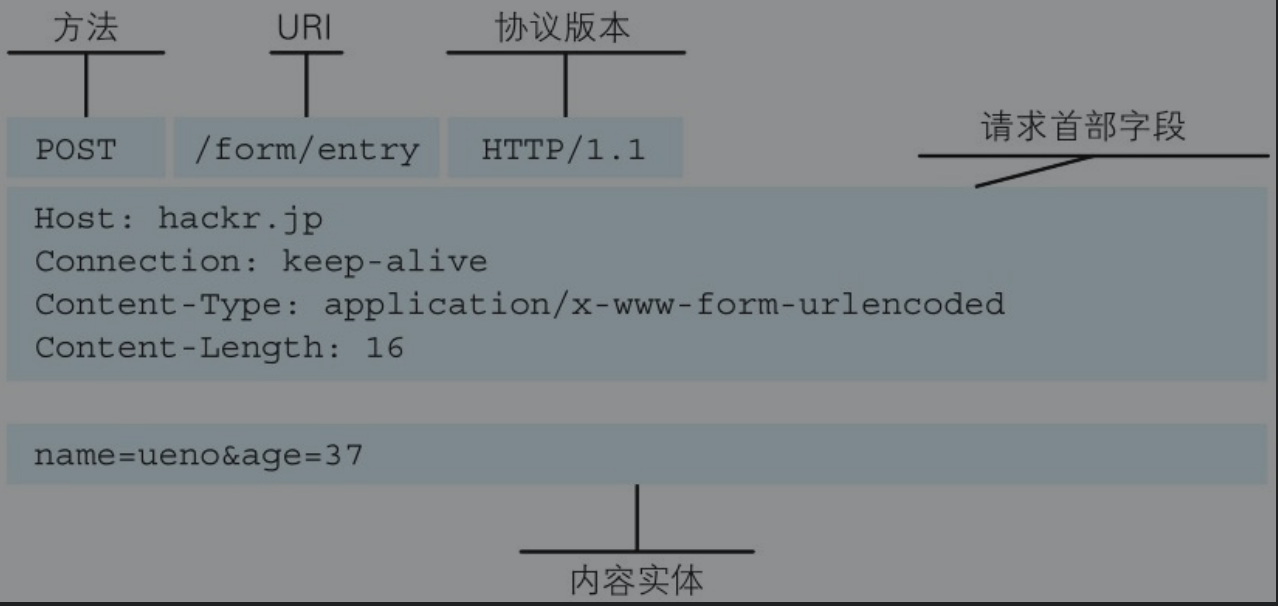 方法 URI 协议版本
请求首部字段
POST /form/entry HTTP/1.1
Host: hackr.jp
Connection: keep-alive
Content-Type: application/x-www-form-urlencoded
Content-Length: 16
name=ueno&age=37
内容实体